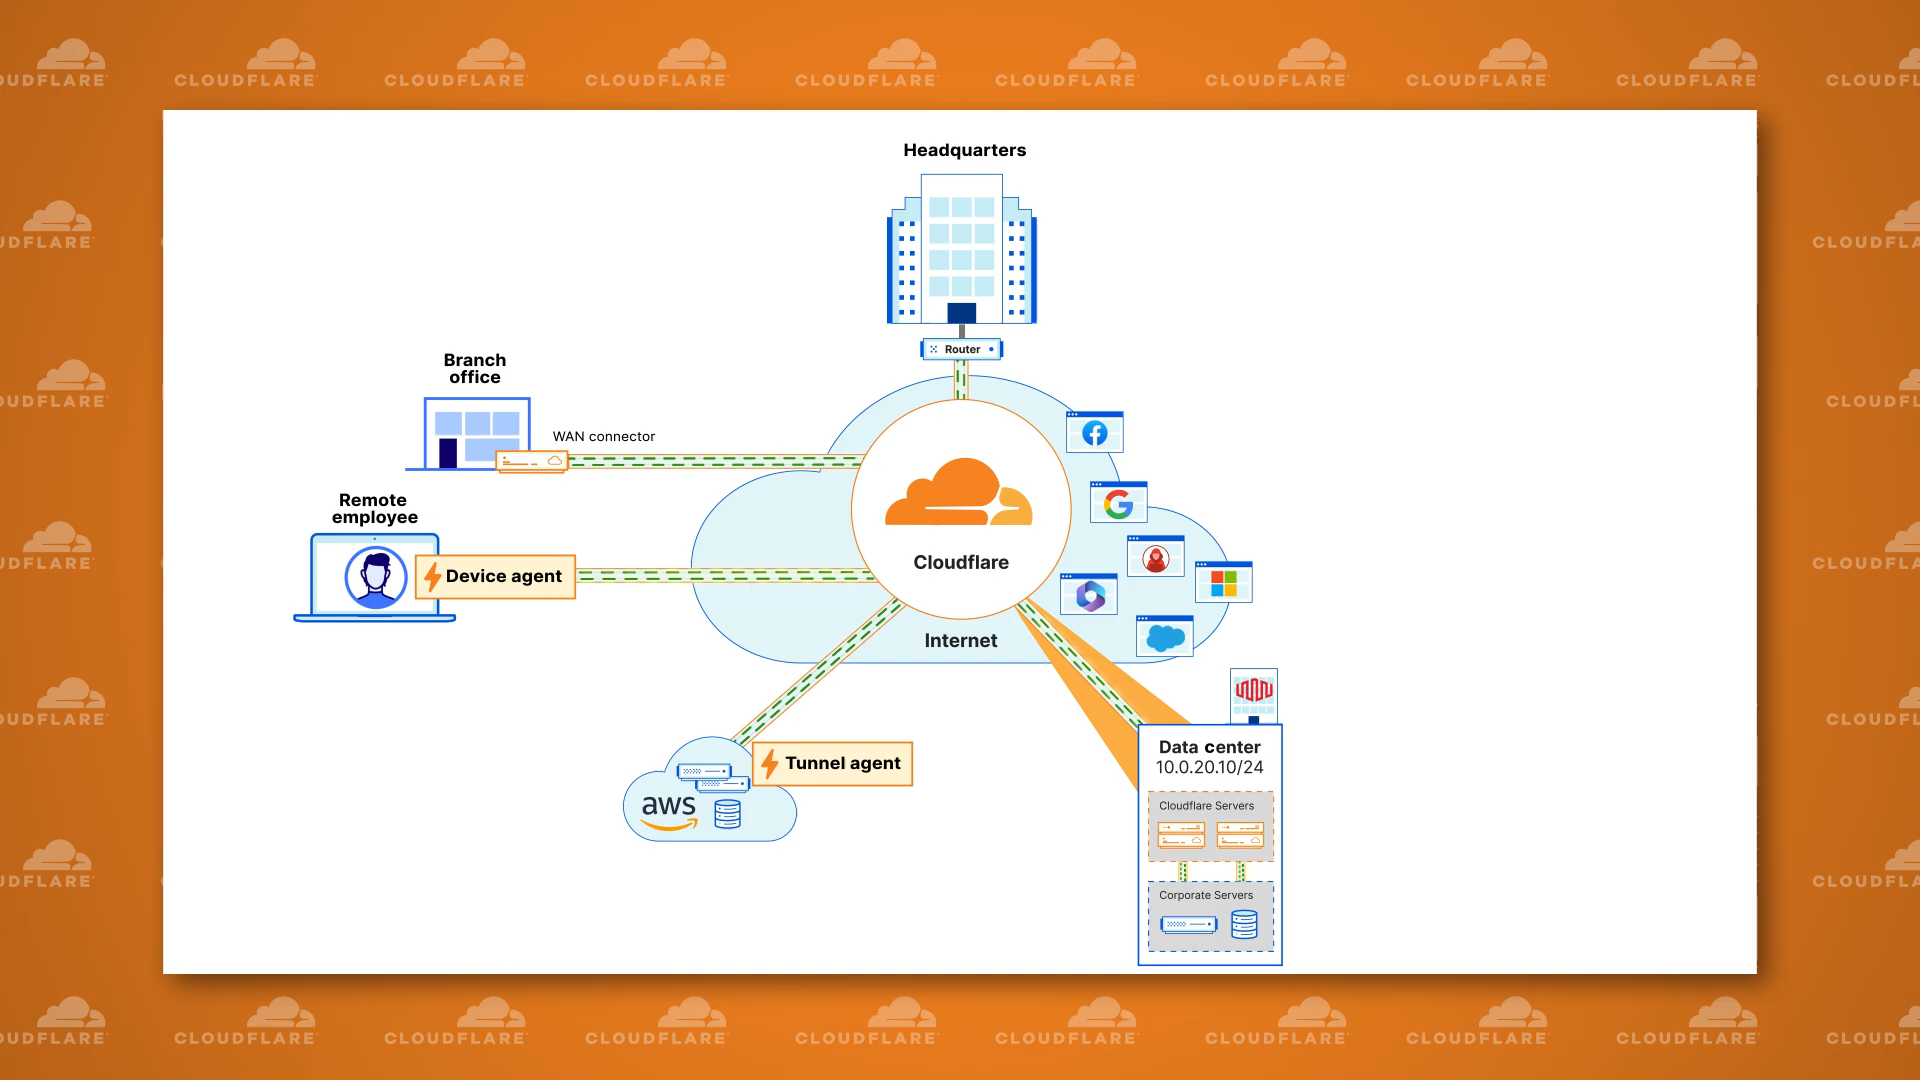 CLOUDFLARE
Headquarters
Router
Branch
office
WAN connector
Remote
employee
Device agent
Cloudflare
Internet
Tunnel agent
aws
Data center
10.0.20.10/24
Cloudflare Servers
Corporate Servers